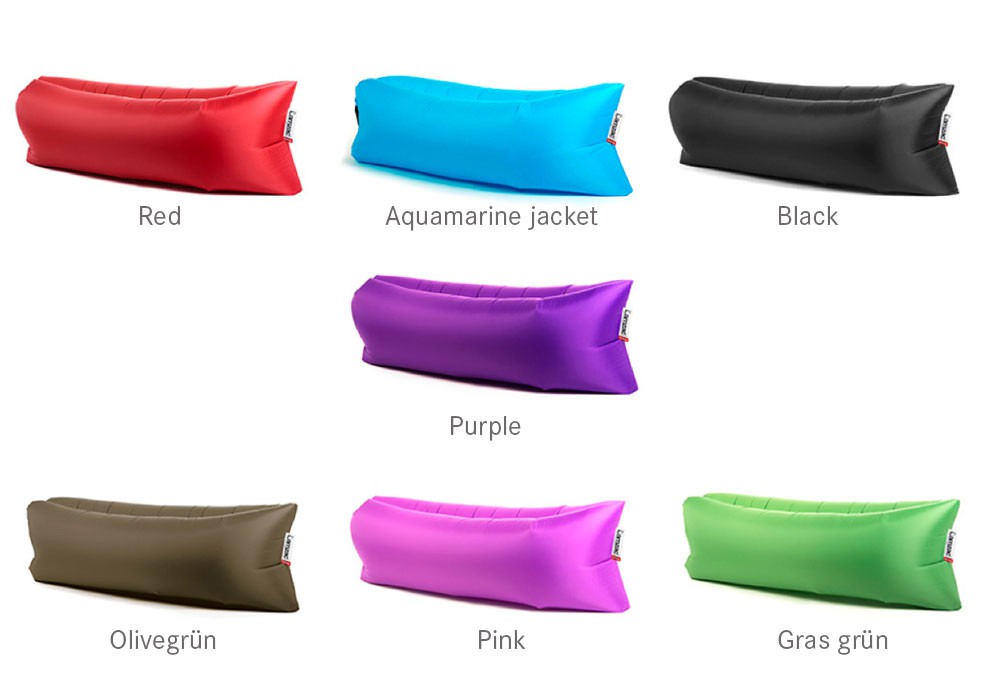 Red
Aquamarine jacket
Black
Purple
Olivegrün
Pink
Gras grün